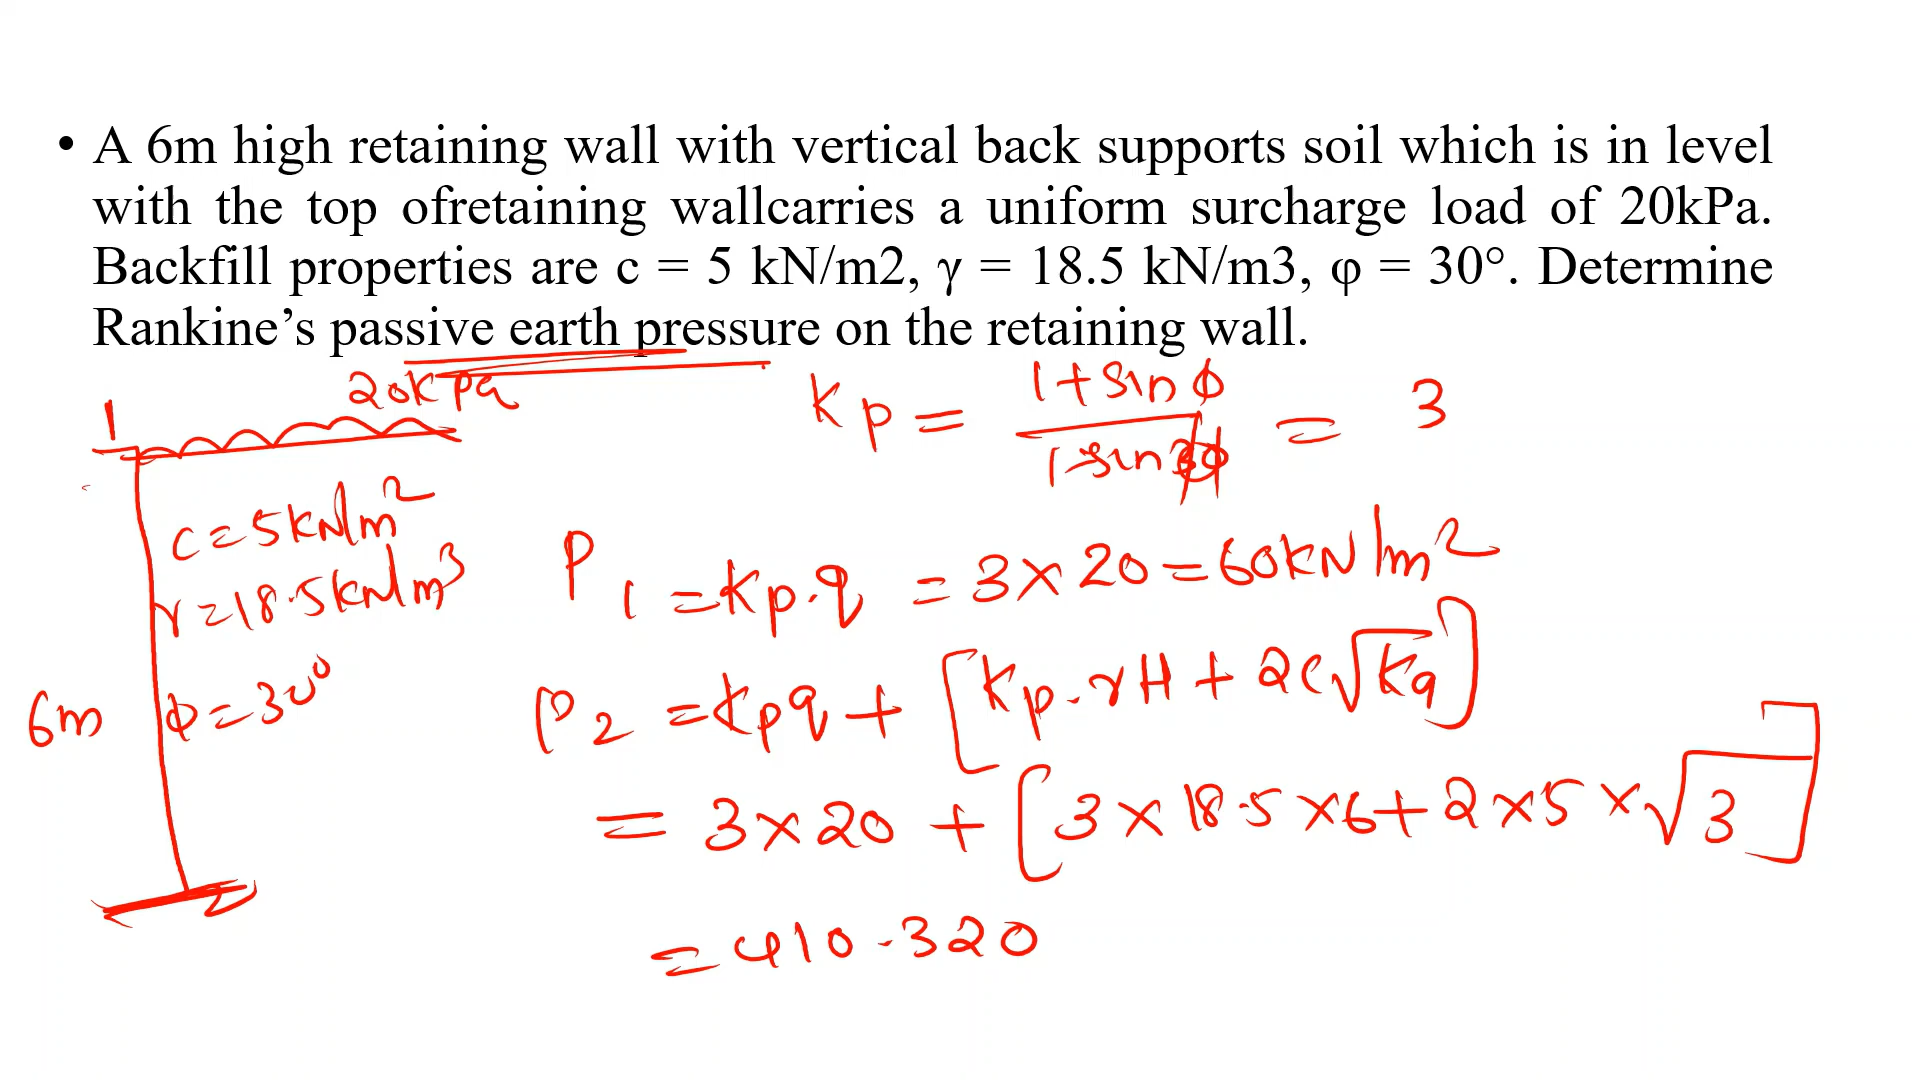 • A 6m high retaining wall with vertical back supports soil which is in level
with the top ofretaining wallcarries a uniform surcharge load of 20kPa.
Backfill properties are c = 5 kN/m2, γ = 18.5 kN/m3, φ = 30°. Determine
Rankine’s passive earth pressure on the retaining wall.
20kPa
c=5kN/m²
γ=18.5kN/m³
6m
φ=30°
Kp = (1+sinϕ)/(1-sinϕ) = 3
P1 = Kp.q = 3×20=60kN/m²
P2 = Kpq + [Kp.γH + 2c√Ka]
= 3×20 + [3×18.5×6+2×5×√3]
=410.320